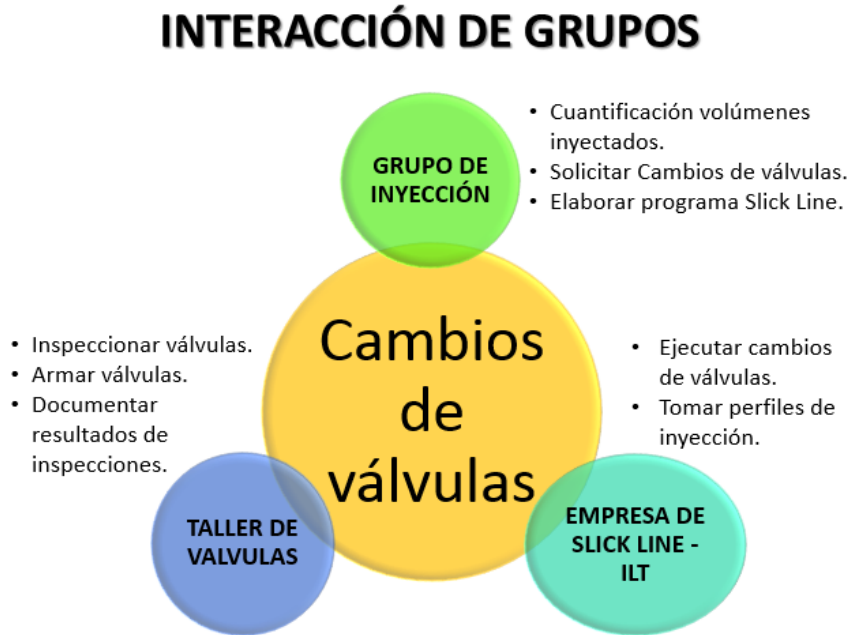 INTERACCIÓN DE GRUPOS
GRUPO DE
INYECCIÓN
• Cuantificación volúmenes
inyectados.
• Solicitar Cambios de válvulas.
• Elaborar programa Slick Line.
Cambios
de
válvulas
• Inspeccionar válvulas.
• Armar válvulas.
• Documentar
resultados de
inspecciones.
TALLER DE
VALVULAS
• Ejecutar cambios
de válvulas.
• Tomar perfiles de
inyección.
EMPRESA DE
SLICK LINE -
ILT